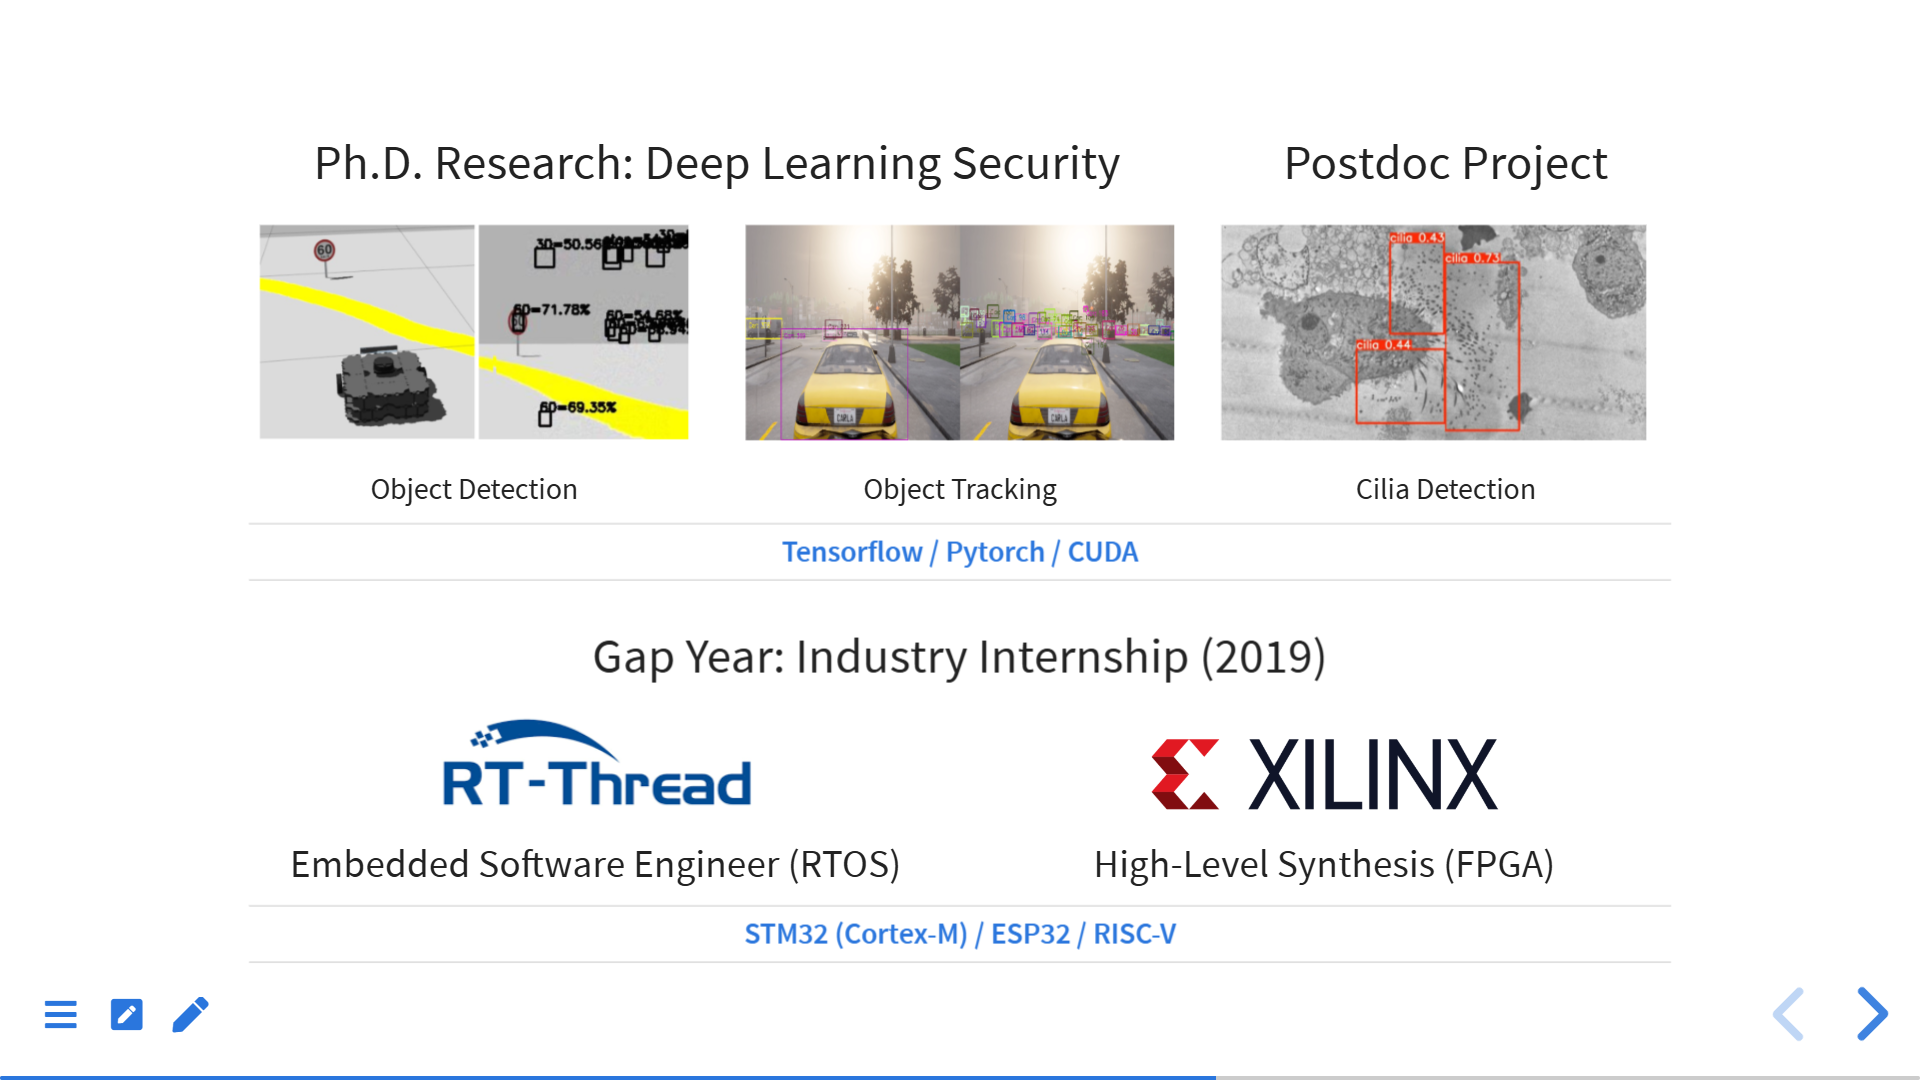 Ph.D. Research: Deep Learning Security
Postdoc Project
60
30=50.56
60=71.78%
60=54.68%
60=69.35%
CARLA
CARLA
cilia 0.43
cilia 0.73
cilia 0.44
Object Detection
Object Tracking
Cilia Detection
Tensorflow / Pytorch / CUDA
Gap Year: Industry Internship (2019)
RT-Thread
XILINX
Embedded Software Engineer (RTOS)
High-Level Synthesis (FPGA)
STM32 (Cortex-M) / ESP32 / RISC-V